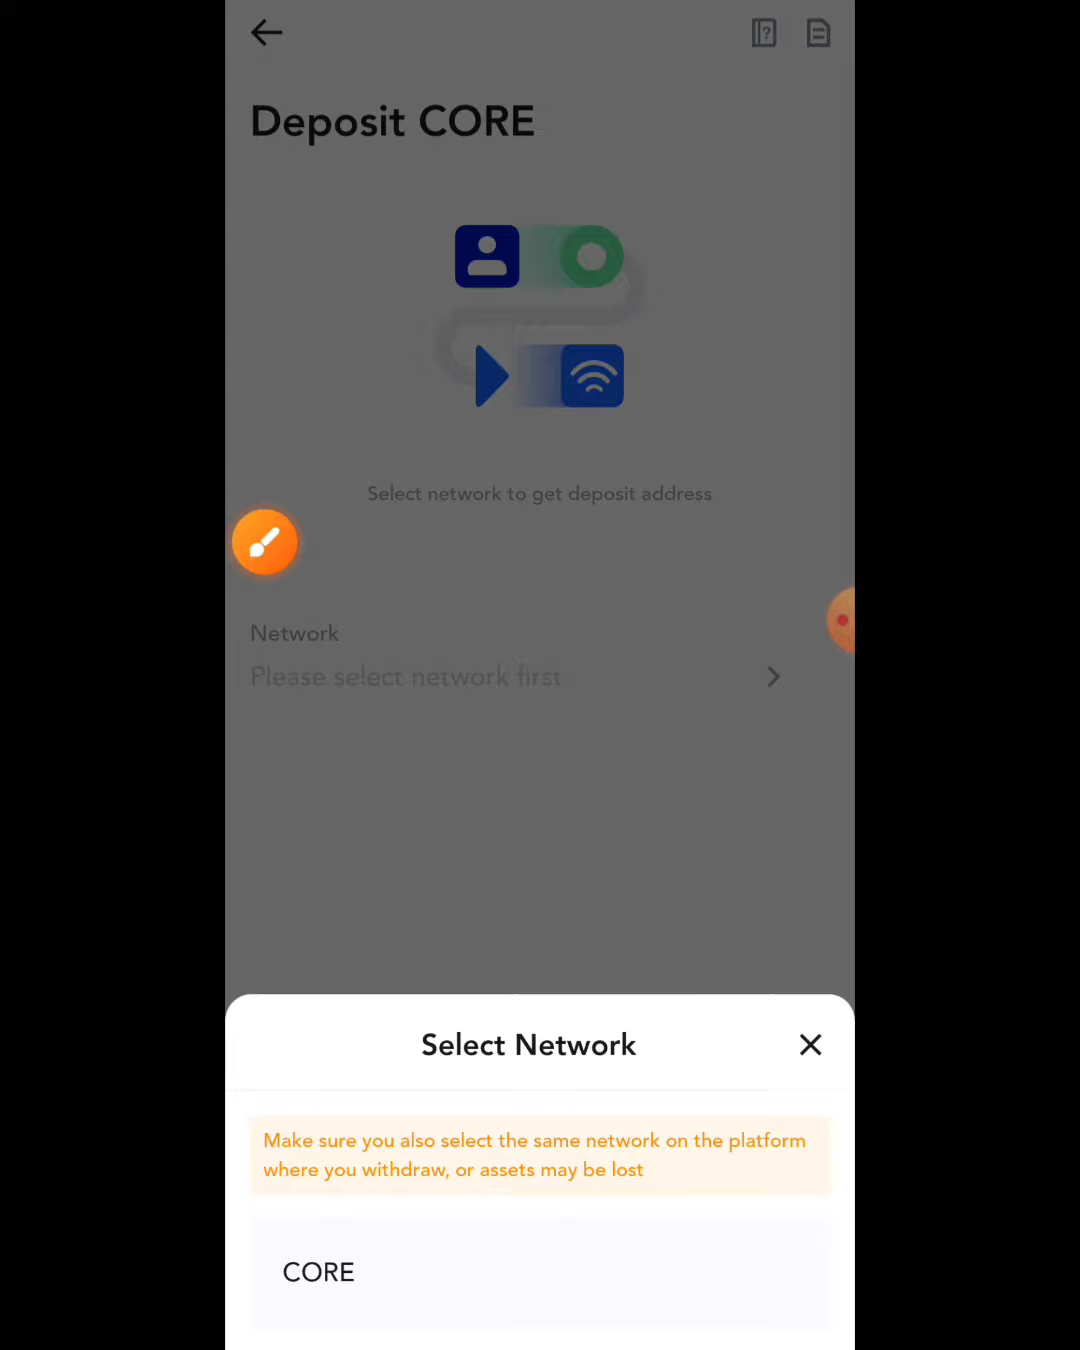 Deposit CORE
Select network to get deposit address
Network
Please select network first
Select Network
Make sure you also select the same network on the platform
where you withdraw, or assets may be lost
CORE